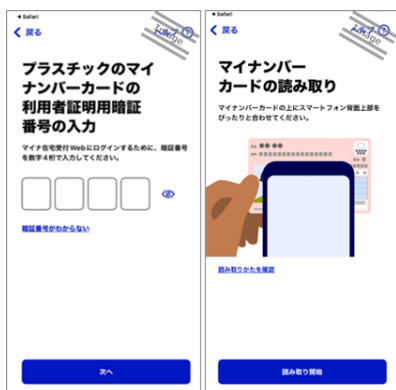 ◀ Safari
戻る
ヘルプ
Image
プラスチックのマイ
ナンバーカードの
利用者証明用暗証
番号の入力
マイナ在宅受付Webにログインするために、暗証番号
を数字4桁で入力してください。
暗証番号がわからない
次へ
◀ Safari
戻る
ヘルプ
Image
マイナンバー
カードの読み取り
マイナンバーカードの上にスマートフォン背面上部を
ぴったりと合わせてください。
読み取りかたを確認
読み取り開始